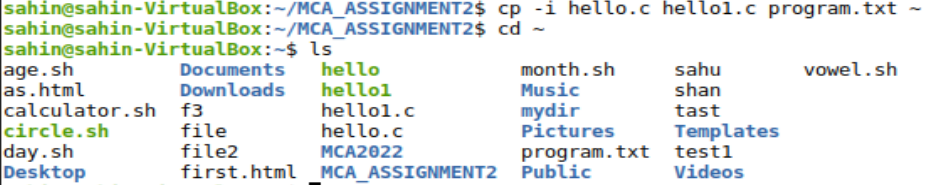 sahin@sahin-VirtualBox:~/MCA_ASSIGNMENT2$ cp -i hello.c hello1.c program.txt ~
sahin@sahin-VirtualBox:~/MCA_ASSIGNMENT2$ cd ~
sahin@sahin-VirtualBox:~$ ls
age.sh Documents hello month.sh sahu vowel.sh
as.html Downloads hello1 Music shan
calculator.sh f3 hello1.c mydir tast
circle.sh file hello.c Pictures Templates
day.sh file2 MCA2022 program.txt test1
Desktop first.html MCA_ASSIGNMENT2 Public Videos